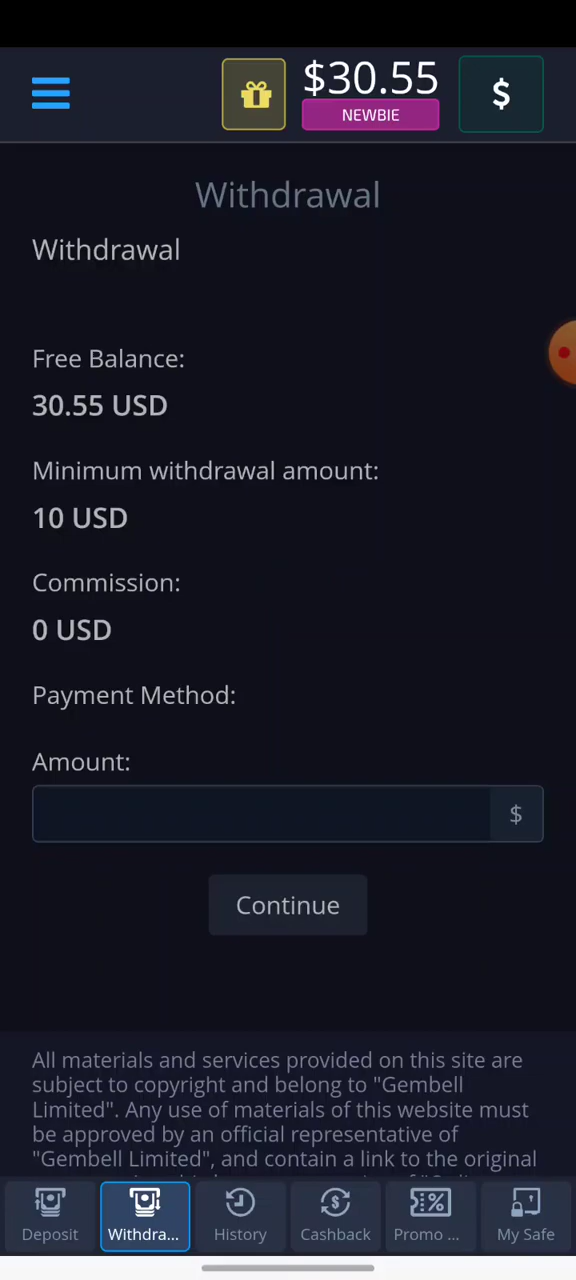 $30.55
NEWBIE
$
Withdrawal
Withdrawal
Free Balance:
30.55 USD
Minimum withdrawal amount:
10 USD
Commission:
0 USD
Payment Method:
Amount:
$
Continue
All materials and services provided on this site are
subject to copyright and belong to "Gembell
Limited". Any use of materials of this website must
be approved by an official representative of
"Gembell Limited", and contain a link to the original
Deposit
Withdra...
History
Cashback
Promo ...
My Safe